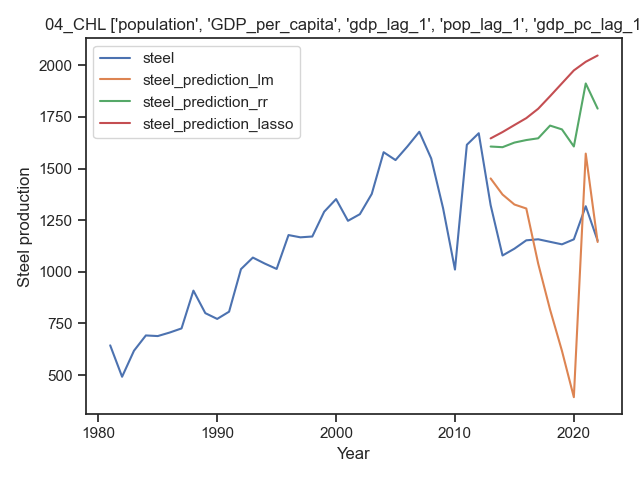 04_CHL ['population', 'GDP_per_capita', 'gdp_lag_1', 'pop_lag_1', 'gdp_pc_lag_1
steel
steel_prediction_lm
steel_prediction_rr
steel_prediction_lasso
2000
1750
1500
1250
1000
750
500
Steel production
1980 1990 2000 2010 2020
Year